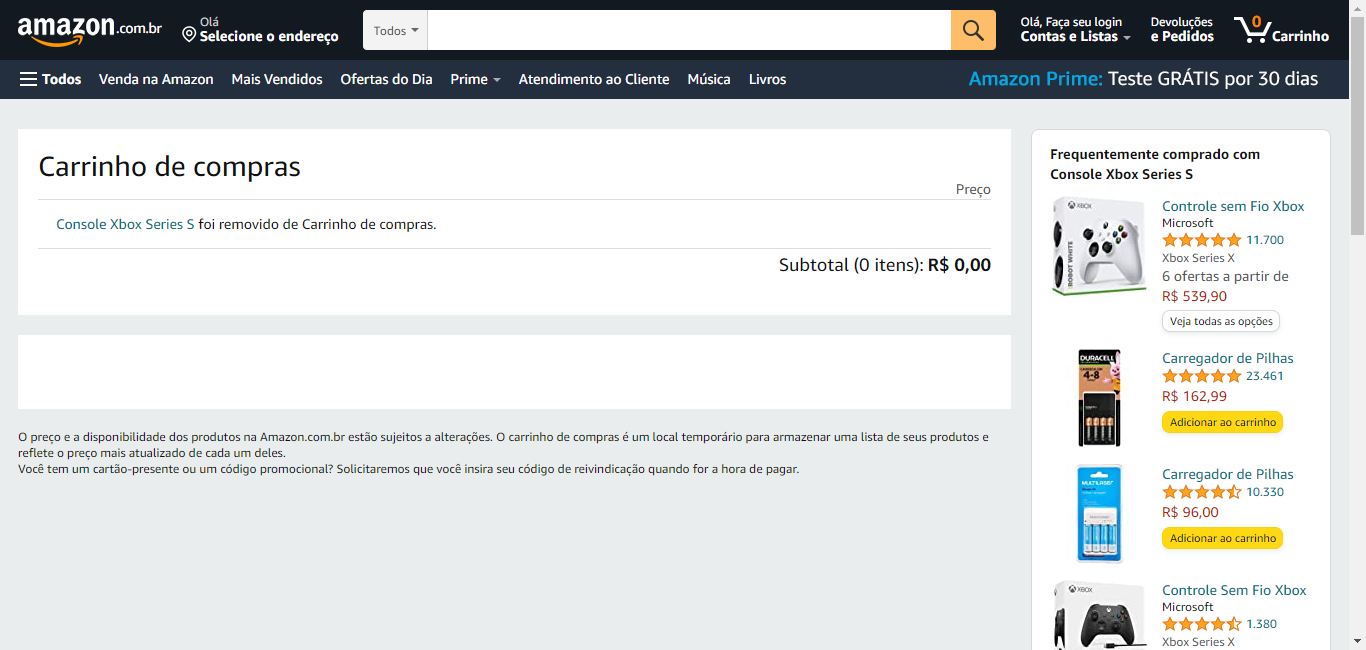 amazon.com.br
Olá
Selecione o endereço
Todos
Olá, Faça seu login
Contas e Listas
Devoluções
e Pedidos
0
Carrinho
Todos
Venda na Amazon
Mais Vendidos
Ofertas do Dia
Prime
Atendimento ao Cliente
Música
Livros
Amazon Prime: Teste GRÁTIS por 30 dias
Carrinho de compras
Preço
Console Xbox Series S foi removido de Carrinho de compras.
Subtotal (0 itens): R$ 0,00
O preço e a disponibilidade dos produtos na Amazon.com.br estão sujeitos a alterações. O carrinho de compras é um local temporário para armazenar uma lista de seus produtos e
reflete o preço mais atualizado de cada um deles.
Você tem um cartão-presente ou um código promocional? Solicitaremos que você insira seu código de reivindicação quando for a hora de pagar.
Frequentemente comprado com
Console Xbox Series S
XBOX
ROBOT WHITE
Controle sem Fio Xbox
Microsoft
11.700
Xbox Series X
6 ofertas a partir de
R$ 539,90
Veja todas as opções
DURACELL
4-8
Carregador de Pilhas
23.461
R$ 162,99
Adicionar ao carrinho
MULTILASER
Carregador de Pilhas
10.330
R$ 96,00
Adicionar ao carrinho
XBOX
Controle Sem Fio Xbox
Microsoft
1.380
Xbox Series X